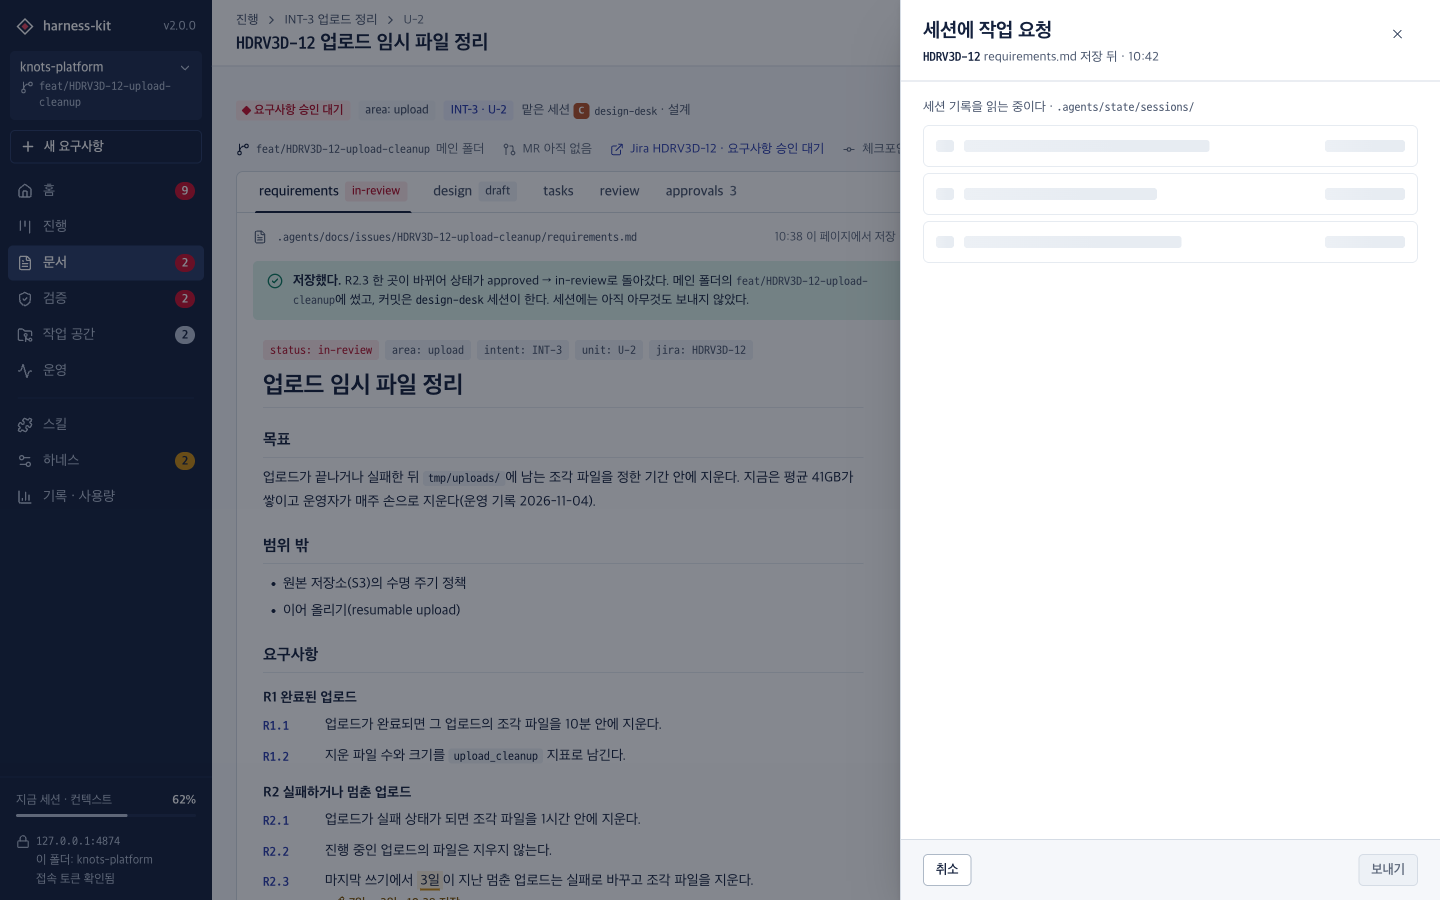 harness-kit v2.0.0
knots-platform
feat/HDRV3D-12-upload-
cleanup
새 요구사항
홈 9
진행
문서 2
검증 2
작업 공간 2
운영
스킬
하네스 2
기록 · 사용량
지금 세션 · 컨텍스트 62%
127.0.0.1:4874
이 폴더: knots-platform
접속 토큰 확인됨
진행 > INT-3 업로드 정리 > U-2
HDRV3D-12 업로드 임시 파일 정리
요구사항 승인 대기 area: upload INT-3 · U-2 맡은 세션 C design-desk · 설계
feat/HDRV3D-12-upload-cleanup 메인 폴더 MR 아직 없음 Jira HDRV3D-12 · 요구사항 승인 대기 체크포인
requirements in-review design draft tasks review approvals 3
.agents/docs/issues/HDRV3D-12-upload-cleanup/requirements.md 10:38 이 페이지에서 저장
저장했다. R2.3 한 곳이 바뀌어 상태가 approved → in-review로 돌아갔다. 메인 폴더의 feat/HDRV3D-12-upload-
cleanup에 썼고, 커밋은 design-desk 세션이 한다. 세션에는 아직 아무것도 보내지 않았다.
status: in-review area: upload intent: INT-3 unit: U-2 jira: HDRV3D-12
업로드 임시 파일 정리
목표
업로드가 끝나거나 실패한 뒤 tmp/uploads/ 에 남는 조각 파일을 정한 기간 안에 지운다. 지금은 평균 41GB가
쌓이고 운영자가 매주 손으로 지운다(운영 기록 2026-11-04).
범위 밖
• 원본 저장소(S3)의 수명 주기 정책
• 이어 올리기(resumable upload)
요구사항
R1 완료된 업로드
R1.1 업로드가 완료되면 그 업로드의 조각 파일을 10분 안에 지운다.
R1.2 지운 파일 수와 크기를 upload_cleanup 지표로 남긴다.
R2 실패하거나 멈춘 업로드
R2.1 업로드가 실패 상태가 되면 조각 파일을 1시간 안에 지운다.
R2.2 진행 중인 업로드의 파일은 지우지 않는다.
R2.3 마지막 쓰기에서 3일 이 지난 멈춘 업로드는 실패로 바꾸고 조각 파일을 지운다.
세션에 작업 요청
HDRV3D-12 requirements.md 저장 뒤 · 10:42
세션 기록을 읽는 중이다 · .agents/state/sessions/
취소 보내기